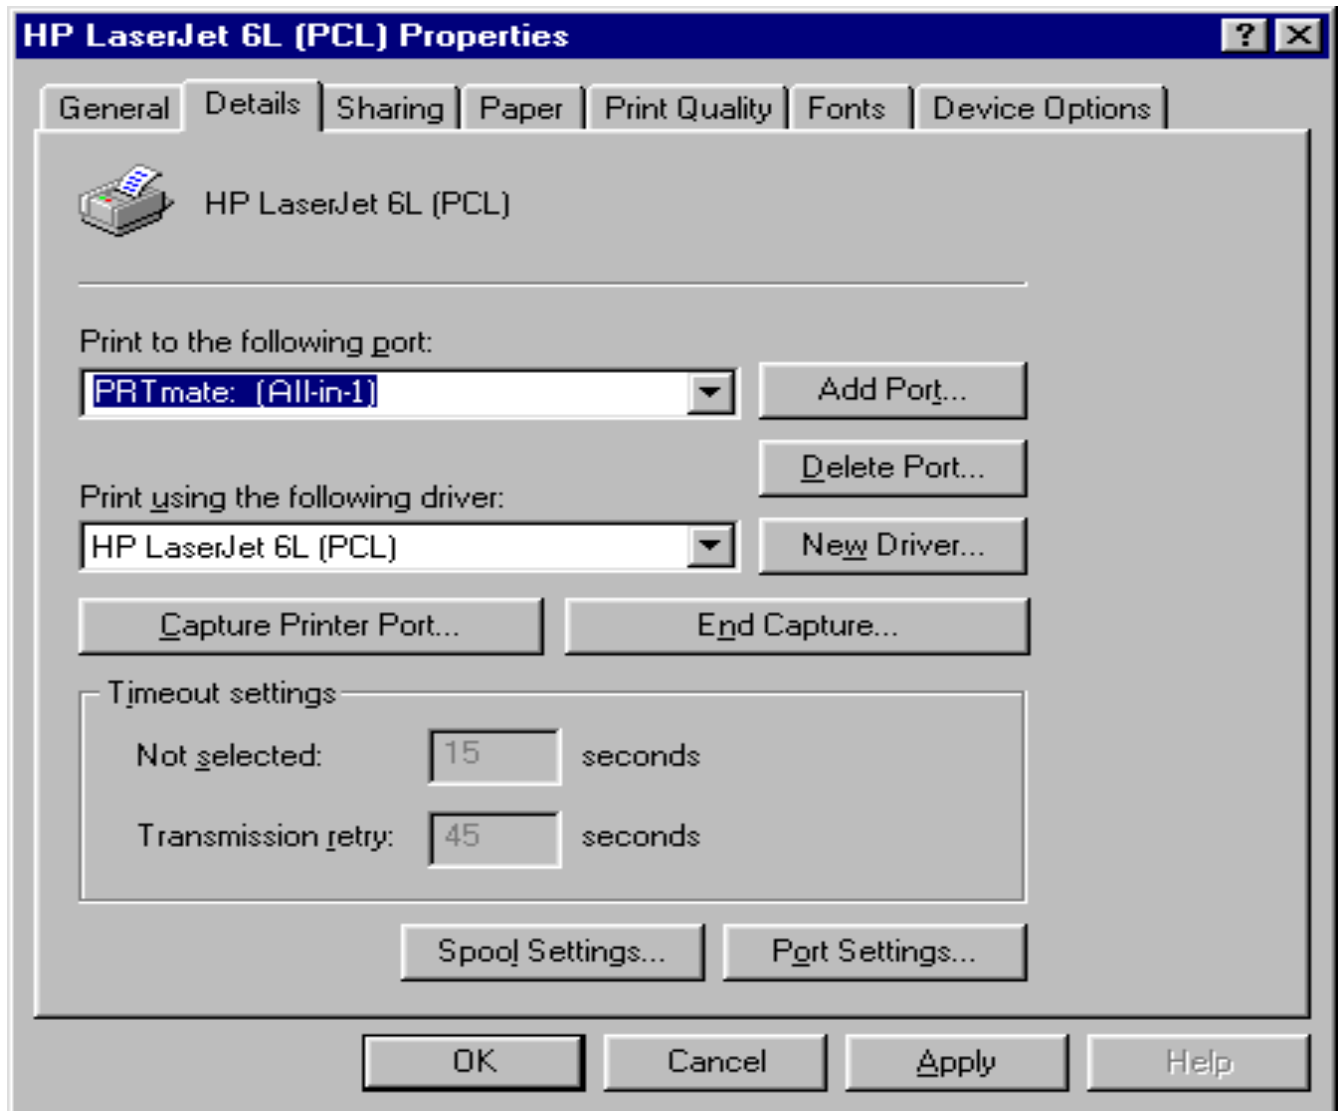 HP LaserJet 6L (PCL) Properties
General Details Sharing Paper Print Quality Fonts Device Options
HP LaserJet 6L (PCL)
Print to the following port:
PRTmate: (All-in-1)
Add Port...
Delete Port...
Print using the following driver:
HP LaserJet 6L (PCL)
New Driver...
Capture Printer Port... End Capture...
Timeout settings
Not selected: 15 seconds
Transmission retry: 45 seconds
Spool Settings... Port Settings...
OK Cancel Apply Help